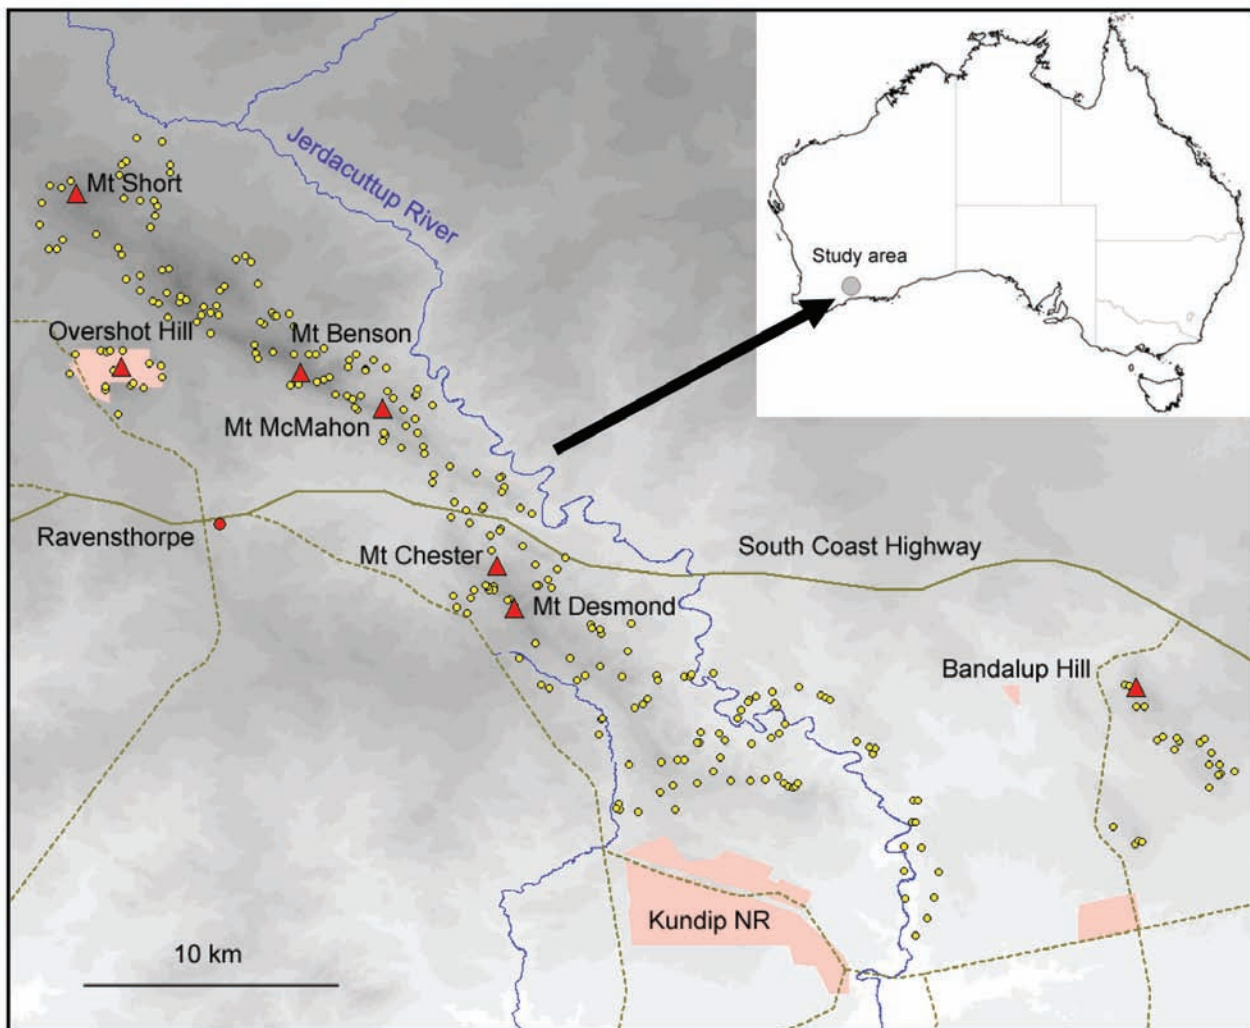 Jerdacuttup River
Mt Short
Study area
Overshot Hill
Mt Benson
Mt McMahon
Ravensthorpe
Mt Chester
South Coast Highway
Mt Desmond
Bandalup Hill
Kundip NR
10 km